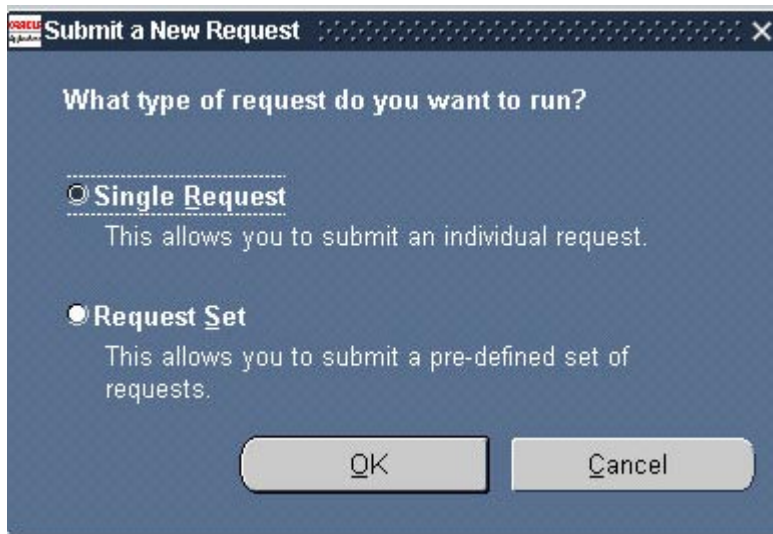 ORACLE
Submit a New Request
What type of request do you want to run?
Single Request
This allows you to submit an individual request.
Request Set
This allows you to submit a pre-defined set of
requests.
OK
Cancel